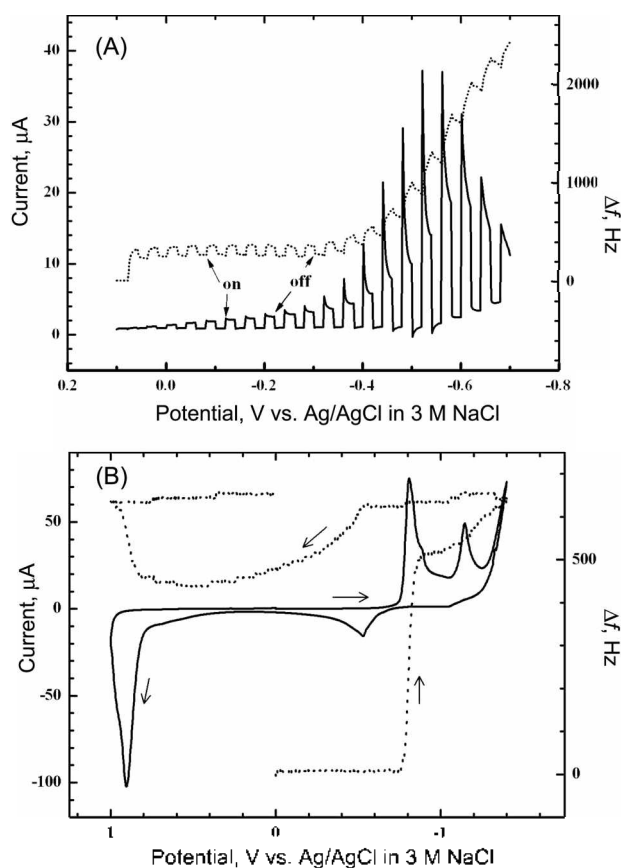 (A)
Current, μA
40
30
20
10
0
2000
1000
0
Δf, Hz
on
off
0.2 0.0 -0.2 -0.4 -0.6 -0.8
Potential, V vs. Ag/AgCl in 3 M NaCl
(B)
Current, μA
50
0
-50
-100
500
0
Δf, Hz
1 0 -1
Potential, V vs. Ag/AgCl in 3 M NaCl